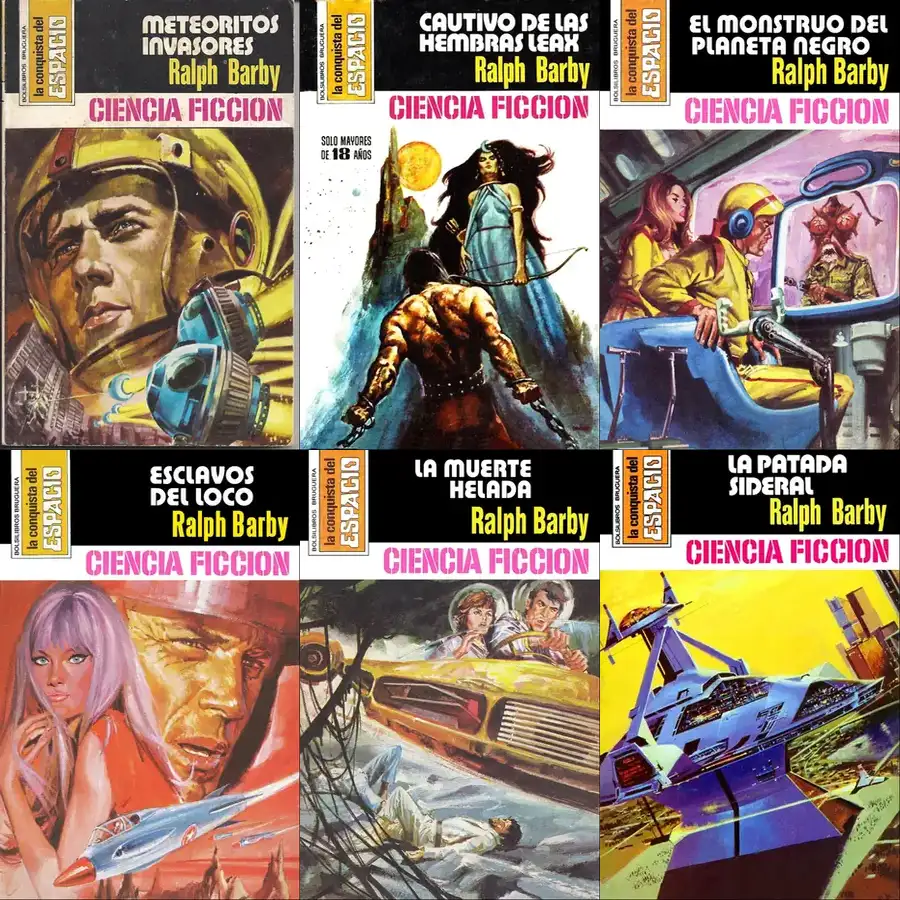 BOLSILIBROS BRUGUERA
la conquista del
ESPACIO
METEORITOS
INVASORES
Ralph Barby
CIENCIA FICCION
BOLSILIBROS BRUGUERA
la conquista del
ESPACIO
CAUTIVO DE LAS
HEMBRAS LEAX
Ralph Barby
CIENCIA FICCION
SOLO MAYORES
DE 18 AÑOS
BOLSILIBROS BRUGUERA
la conquista del
ESPACIO
EL MONSTRUO DEL
PLANETA NEGRO
Ralph Barby
CIENCIA FICCION
BOLSILIBROS BRUGUERA
la conquista del
ESPACIO
ESCLAVOS
DEL LOCO
Ralph Barby
CIENCIA FICCION
BOLSILIBROS BRUGUERA
la conquista del
ESPACIO
LA MUERTE
HELADA
Ralph Barby
CIENCIA FICCION
BOLSILIBROS BRUGUERA
la conquista del
ESPACIO
LA PATADA
SIDERAL
Ralph Barby
CIENCIA FICCION